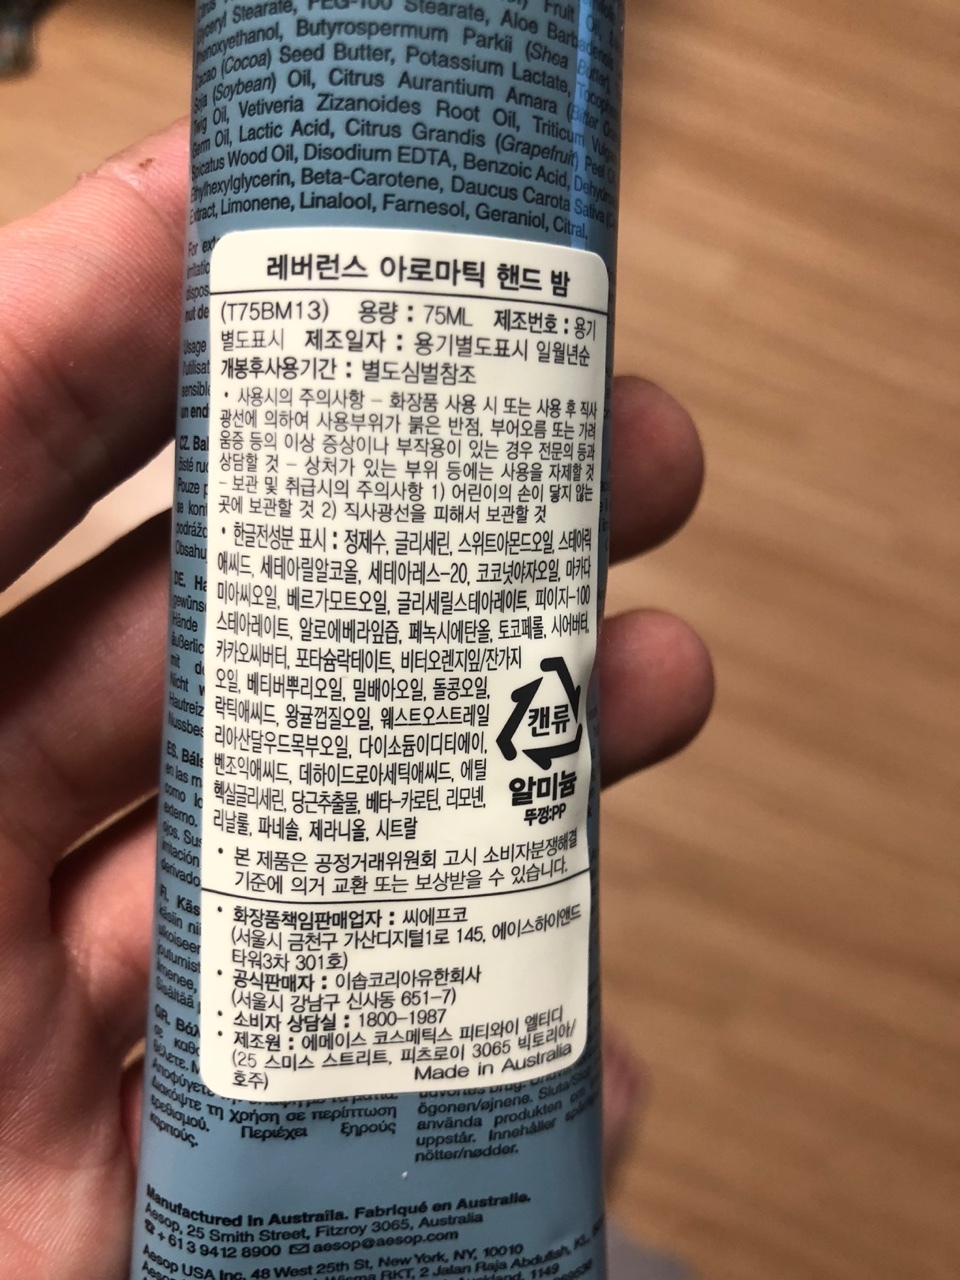 Glyceryl Stearate, PEG-100 Stearate, Aloe
Phenoxyethanol, Butyrospermum Parkii (Shea
Cacao (Cocoa) Seed Butter, Potassium Lactate,
Soja (Soybean) Oil, Citrus Aurantium Amara
Twig Oil, Vetiveria Zizanoides Root Oil, Triticum
Germ Oil, Lactic Acid, Citrus Grandis (Grapefruit) Peel
Spicatus Wood Oil, Disodium EDTA, Benzoic Acid,
Ethylhexylglycerin, Beta-Carotene, Daucus Carota Sativa
Extract, Limonene, Linalool, Farnesol, Geraniol, Citral.
레버런스 아로마틱 핸드 밤
(T75BM13) 용량 : 75ML 제조번호 : 용기
별도표시 제조일자 : 용기별도표시 일월년순
개봉후사용기간 : 별도심벌참조
• 사용시의 주의사항 - 화장품 사용 시 또는 사용 후 직사
광선에 의하여 사용부위가 붉은 반점, 부어오름 또는 가려
움증 등의 이상 증상이나 부작용이 있는 경우 전문의 등과
상담할 것 - 상처가 있는 부위 등에는 사용을 자제할 것
- 보관 및 취급시의 주의사항 1) 어린이의 손이 닿지 않는
곳에 보관할 것 2) 직사광선을 피해서 보관할 것
• 한글전성분 표시 : 정제수, 글리세린, 스위트아몬드오일, 스테아릭
애씨드, 세테아릴알코올, 세테아레스-20, 코코넛야자오일, 마카다
미아씨오일, 베르가모트오일, 글리세릴스테아레이트, 피이지-100
스테아레이트, 알로에베라잎즙, 페녹시에탄올, 토코페롤, 시어버터,
카카오씨버터, 포타슘락테이트, 비터오렌지잎/잔가지
오일, 베티버뿌리오일, 밀배아오일, 돌콩오일,
락틱애씨드, 왕귤껍질오일, 웨스트오스트레일
리아산달우드목부오일, 다이소듐이디티에이,
벤조익애씨드, 데하이드로아세틱애씨드, 에틸
헥실글리세린, 당근추출물, 베타-카로틴, 리모넨,
리날룰, 파네솔, 제라니올, 시트랄
캔류
알미늄
뚜껑:PP
• 본 제품은 공정거래위원회 고시 소비자분쟁해결
기준에 의거 교환 또는 보상받을 수 있습니다.
• 화장품책임판매업자 : 씨에프코
(서울시 금천구 가산디지털1로 145, 에이스하이앤드
타워3차 301호)
• 공식판매자 : 이솝코리아유한회사
(서울시 강남구 신사동 651-7)
• 소비자 상담실 : 1800-1987
• 제조원 : 에메이스 코스메틱스 피티와이 엘티디
(25 스미스 스트리트, 피츠로이 3065 빅토리아/
호주) Made in Australia
διακόψτε τη χρήση σε περίπτωση
ερεθισμού. Περιέχει ξηρούς
καρπούς.
ögonen/øjnene.
använda produkten om
uppstår. Innehåller
nötter/nødder.
Manufactured in Australia. Fabriqué en Australie.
Aesop, 25 Smith Street, Fitzroy 3065, Australia
☎ + 61 3 9412 8900 ✉ aesop@aesop.com
Aesop USA Inc, 48 West 25th St, New York, NY, 10010
Wisma RKT, 2 Jalan Raja Abdullah, KL,